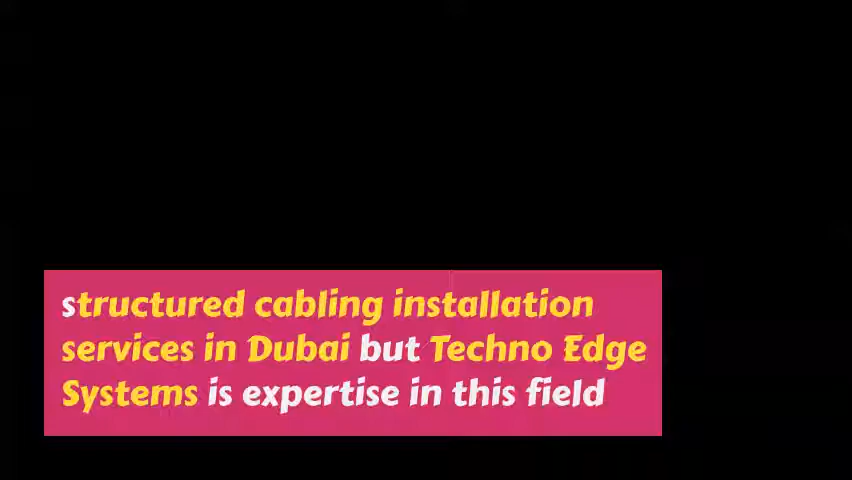 structured cabling installation
services in Dubai but Techno Edge
Systems is expertise in this field